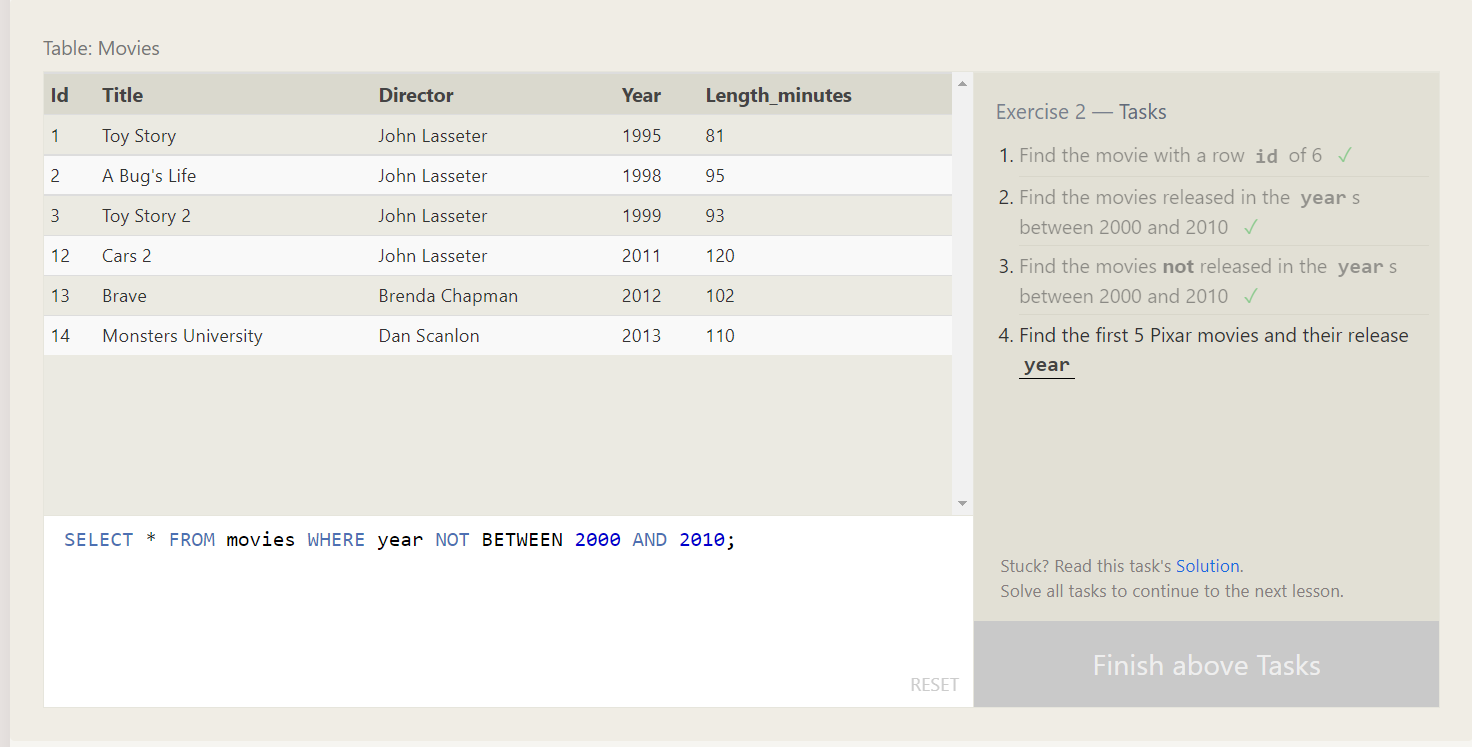 Table: Movies
Id Title Director Year Length_minutes
1 Toy Story John Lasseter 1995 81
2 A Bug's Life John Lasseter 1998 95
3 Toy Story 2 John Lasseter 1999 93
12 Cars 2 John Lasseter 2011 120
13 Brave Brenda Chapman 2012 102
14 Monsters University Dan Scanlon 2013 110
SELECT * FROM movies WHERE year NOT BETWEEN 2000 AND 2010;
RESET
Exercise 2 — Tasks
1. Find the movie with a row id of 6 ✓
2. Find the movies released in the year s
between 2000 and 2010 ✓
3. Find the movies not released in the year s
between 2000 and 2010 ✓
4. Find the first 5 Pixar movies and their release
year
Stuck? Read this task's Solution.
Solve all tasks to continue to the next lesson.
Finish above Tasks